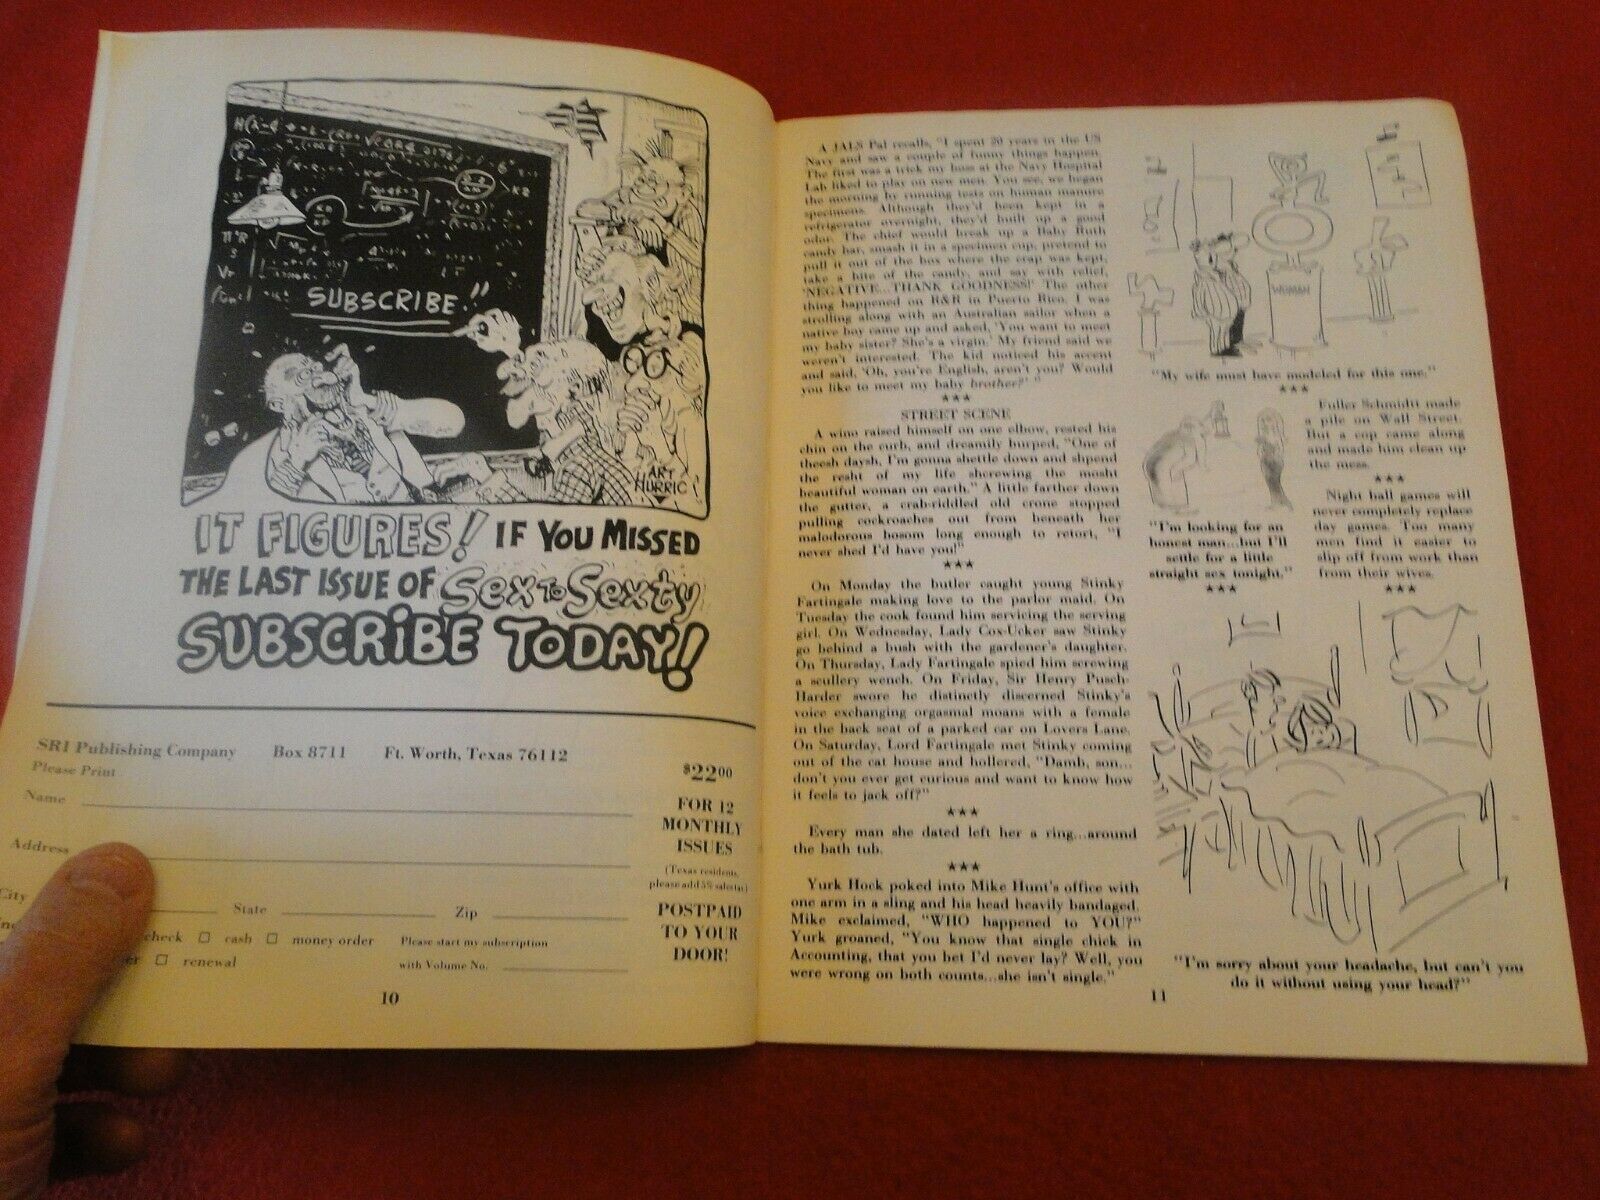 SUBSCRIBE!!
ART
HURRIC
IT FIGURES! IF YOU MISSED
THE LAST ISSUE OF SEX TO SEXTY
SUBSCRIBE TODAY!
SRI Publishing Company Box 8711 Ft. Worth, Texas 76112
Please Print
Name
Address
City
State
Zip
check □ cash □ money order
□ renewal
Please start my subscription
with Volume No.
$22.00
FOR 12
MONTHLY
ISSUES
(Texas residents,
please add 5% sales tax)
POSTPAID
TO YOUR
DOOR!
10
A JALS Pal recalls, "I spent 20 years in the US
Navy and saw a couple of funny things happen.
The first was a trick my boss at the Navy Hospital
Lab liked to play on new men. You see, we began
the morning by running tests on human manure
specimens. Although they'd been kept in a
refrigerator overnight, they'd built up a good
odor. The chief would break up a Baby Ruth
candy bar, smash it in a specimen cup, pretend to
pull it out of the box where the crap was kept,
take a bite of the candy, and say with relief,
'NEGATIVE...THANK GOODNESS!' The other
thing happened on R&R in Puerto Rico. I was
strolling along with an Australian sailor when a
native boy came up and asked, 'You want to meet
my baby sister? She's a virgin.' My friend said we
weren't interested. The kid noticed his accent
and said, 'Oh, you're English, aren't you? Would
you like to meet my baby brother?' "
★★★
STREET SCENE
A wino raised himself on one elbow, rested his
chin on the curb, and dreamily burped, "One of
theesh daysh, I'm gonna shettle down and shpend
the resht of my life sherewing the mosht
beautiful woman on earth." A little farther down
the gutter, a crab-riddled old crone stopped
pulling cockroaches out from beneath her
malodorous bosom long enough to retort, "I
never shed I'd have you!"
★★★
On Monday the butler caught young Stinky
Fartingale making love to the parlor maid. On
Tuesday the cook found him servicing the serving
girl. On Wednesday, Lady Cox-Ucker saw Stinky
go behind a bush with the gardener's daughter.
On Thursday, Lady Fartingale spied him screwing
a scullery wench. On Friday, Sir Henry Pusch-
Harder swore he distinctly discerned Stinky's
voice exchanging orgasmal moans with a female
in the back seat of a parked car on Lovers Lane.
On Saturday, Lord Fartingale met Stinky coming
out of the cat house and hollered, "Damb, son...
don't you ever get curious and want to know how
it feels to jack off?"
★★★
Every man she dated left her a ring...around
the bath tub.
★★★
Yurk Hock poked into Mike Hunt's office with
one arm in a sling and his head heavily bandaged.
Mike exclaimed, "WHO happened to YOU?"
Yurk groaned, "You know that single chick in
Accounting, that you bet I'd never lay? Well, you
were wrong on both counts...she isn't single."
WOMAN
"My wife must have modeled for this one."
★★★
"I'm looking for an
honest man...but I'll
settle for a little
straight sex tonight."
★★★
Fuller Schmidtt made
a pile on Wall Street.
But a cop came along
and made him clean up
the mess.
★★★
Night ball games will
never completely replace
day games. Too many
men find it easier to
slip off from work than
from their wives.
★★★
"I'm sorry about your headache, but can't you
do it without using your head?"
11